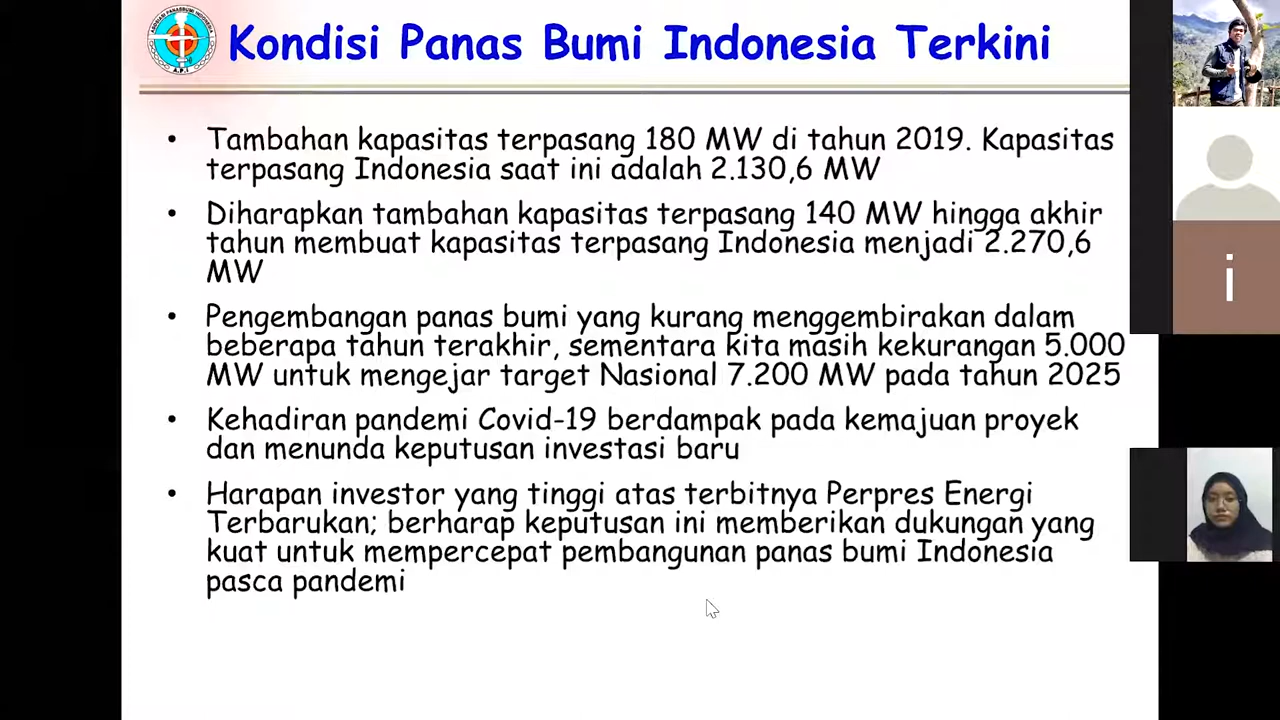 Kondisi Panas Bumi Indonesia Terkini
• Tambahan kapasitas terpasang 180 MW di tahun 2019. Kapasitas
terpasang Indonesia saat ini adalah 2.130,6 MW
• Diharapkan tambahan kapasitas terpasang 140 MW hingga akhir
tahun membuat kapasitas terpasang Indonesia menjadi 2.270,6
MW
• Pengembangan panas bumi yang kurang menggembirakan dalam
beberapa tahun terakhir, sementara kita masih kekurangan 5.000
MW untuk mengejar target Nasional 7.200 MW pada tahun 2025
• Kehadiran pandemi Covid-19 berdampak pada kemajuan proyek
dan menunda keputusan investasi baru
• Harapan investor yang tinggi atas terbitnya Perpres Energi
Terbarukan; berharap keputusan ini memberikan dukungan yang
kuat untuk mempercepat pembangunan panas bumi Indonesia
pasca pandemi
ASOSIASI PANASBUMI INDONESIA
A.P.I
i